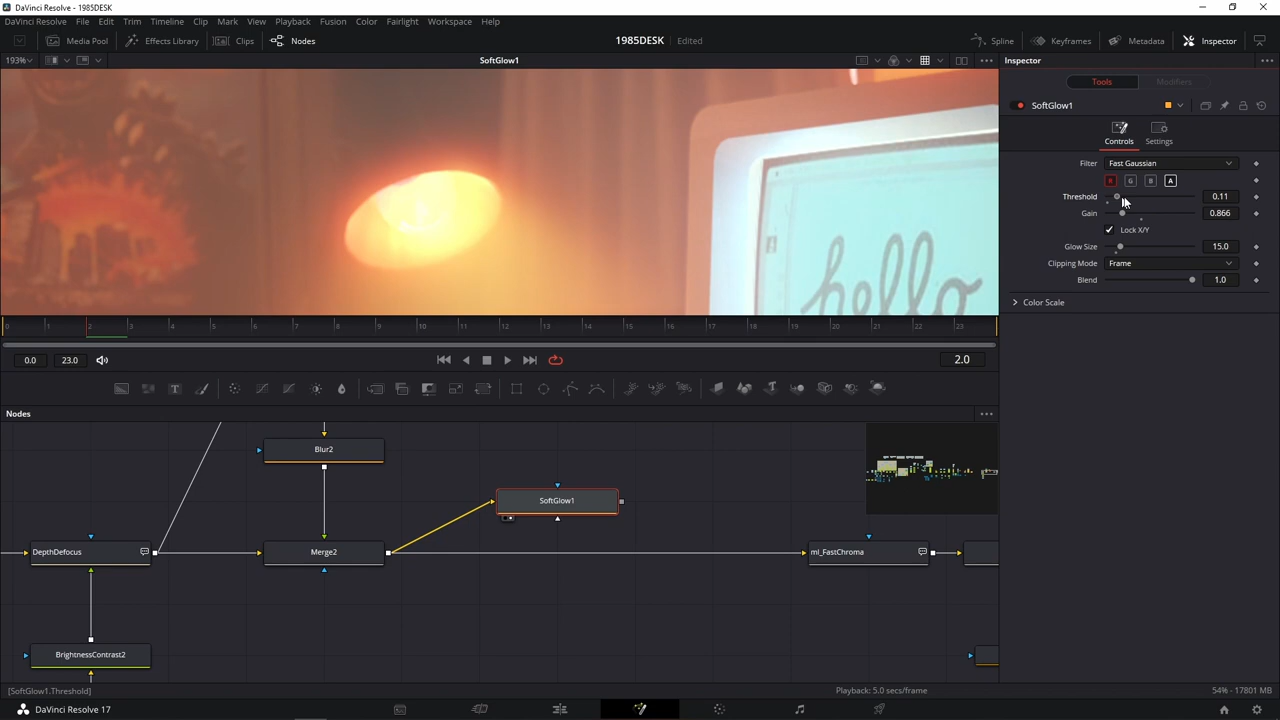 DaVinci Resolve - 1985DESK
DaVinci Resolve File Edit Trim Timeline Clip Mark View Playback Fusion Color Fairlight Workspace Help
Media Pool Effects Library Clips Nodes 1985DESK Edited Spline Keyframes Metadata Inspector
193% SoftGlow1 Inspector
Tools Modifiers
SoftGlow1
Controls Settings
Filter Fast Gaussian
R G B A
Threshold 0.11
Gain 0.866
Lock X/Y
Glow Size 15.0
Clipping Mode Frame
Blend 1.0
Color Scale
hello
0 1 2 3 4 5 6 7 8 9 10 11 12 13 14 15 16 17 18 19 20 21 22 23
0.0 23.0 2.0
Nodes
Blur2
SoftGlow1
DepthDefocus Merge2 ml_FastChroma
BrightnessContrast2
[SoftGlow1.Threshold] Playback: 5.0 secs/frame 54% - 17801 MB
DaVinci Resolve 17